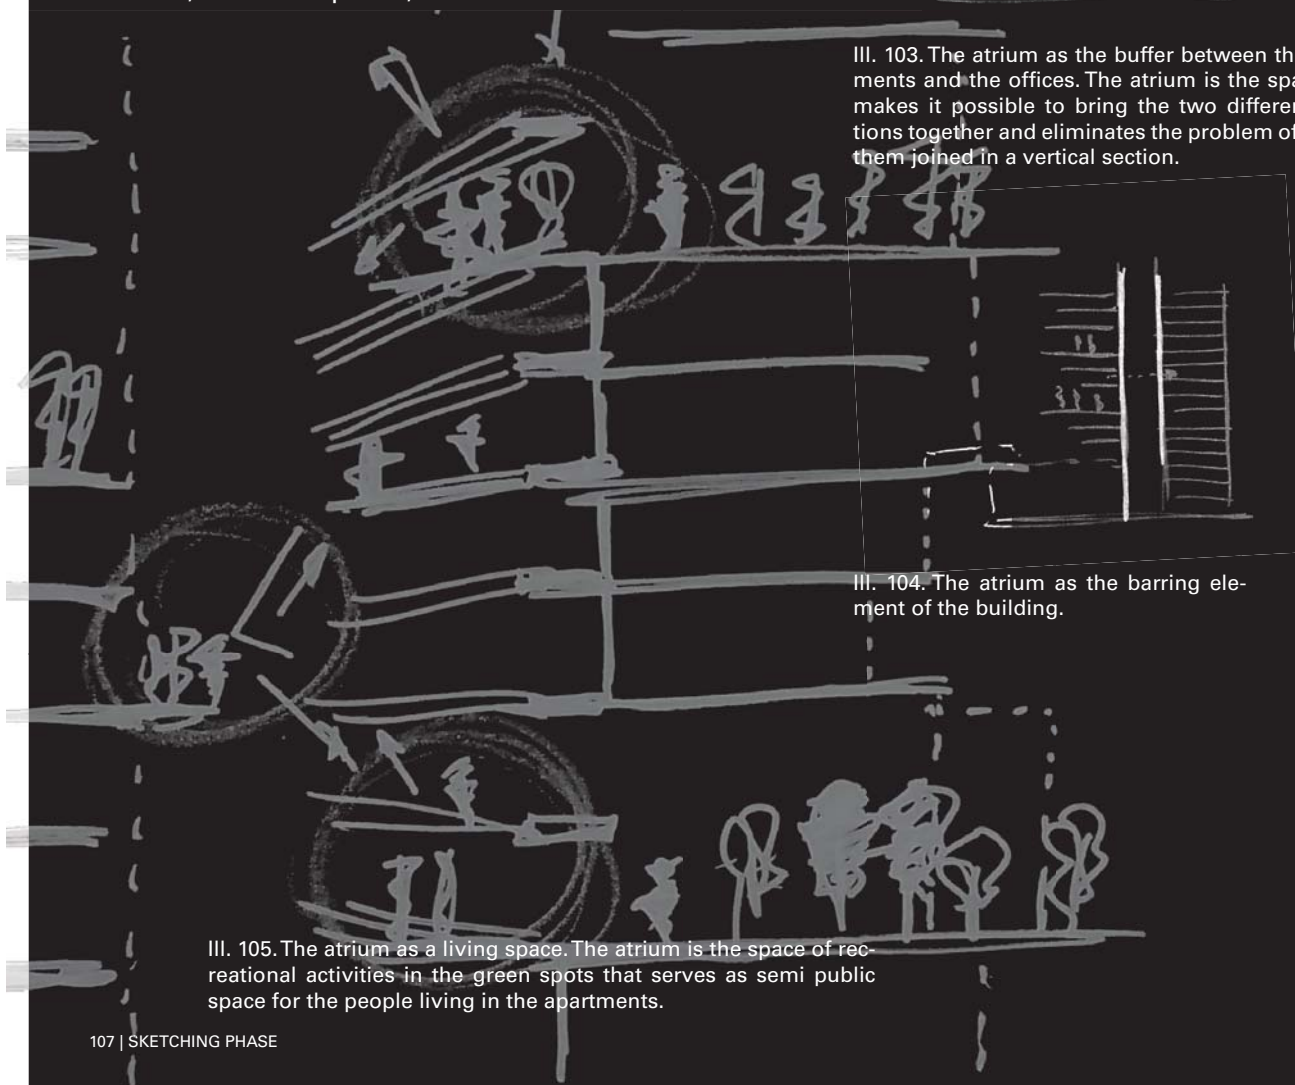 Ill. 103. The atrium as the buffer between
ments and the offices. The atrium is the
makes it possible to bring the two
tions together and eliminates the problem of
them joined in a vertical section.
Ill. 104. The atrium as the barring ele-
ment of the building.
Ill. 105. The atrium as a living space. The atrium is the space of rec-
reational activities in the green spots that serves as semi public
space for the people living in the apartments.
107 | SKETCHING PHASE